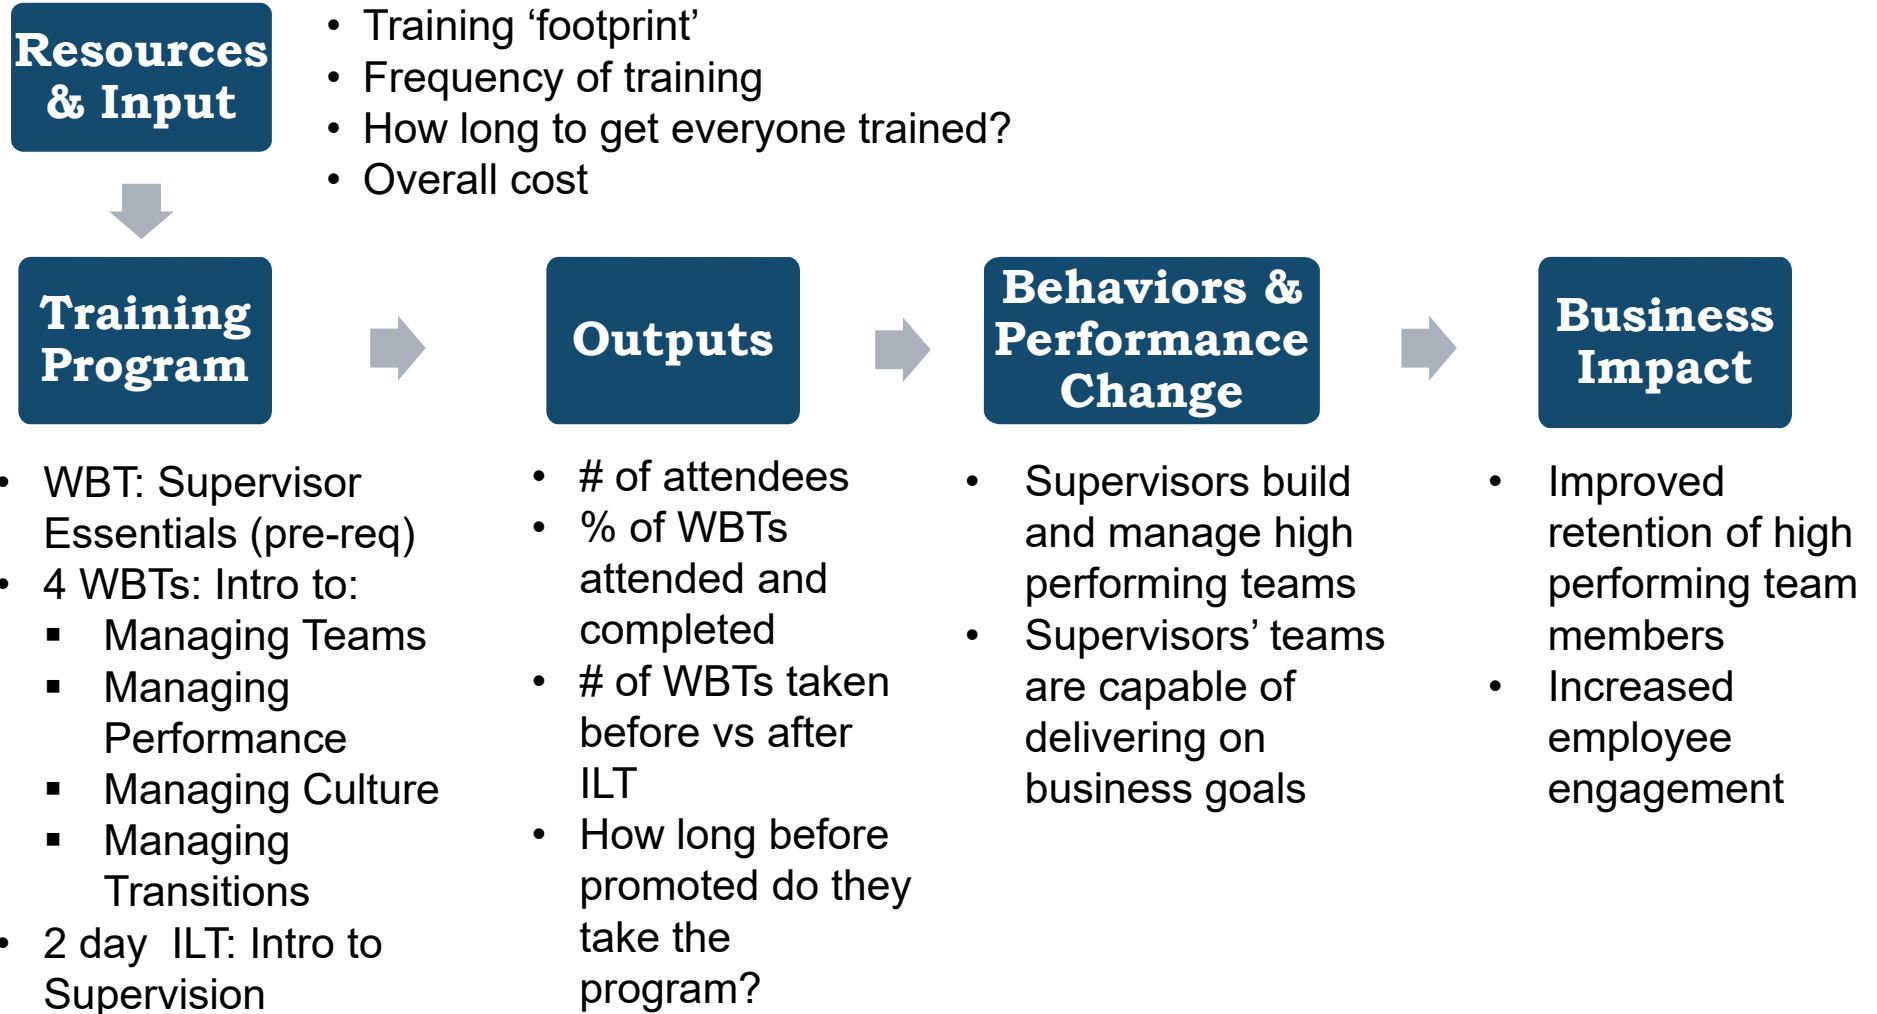 Resources
& Input
• Training ‘footprint’
• Frequency of training
• How long to get everyone trained?
• Overall cost
Training
Program
Outputs
Behaviors &
Performance
Change
Business
Impact
• WBT: Supervisor
Essentials (pre-req)
• 4 WBTs: Intro to:
▪ Managing Teams
▪ Managing
Performance
▪ Managing Culture
▪ Managing
Transitions
• 2 day  ILT: Intro to
Supervision
• # of attendees
• % of WBTs
attended and
completed
• # of WBTs taken
before vs after
ILT
• How long before
promoted do they
take the
program?
• Supervisors build
and manage high
performing teams
• Supervisors’ teams
are capable of
delivering on
business goals
• Improved
retention of high
performing team
members
• Increased
employee
engagement